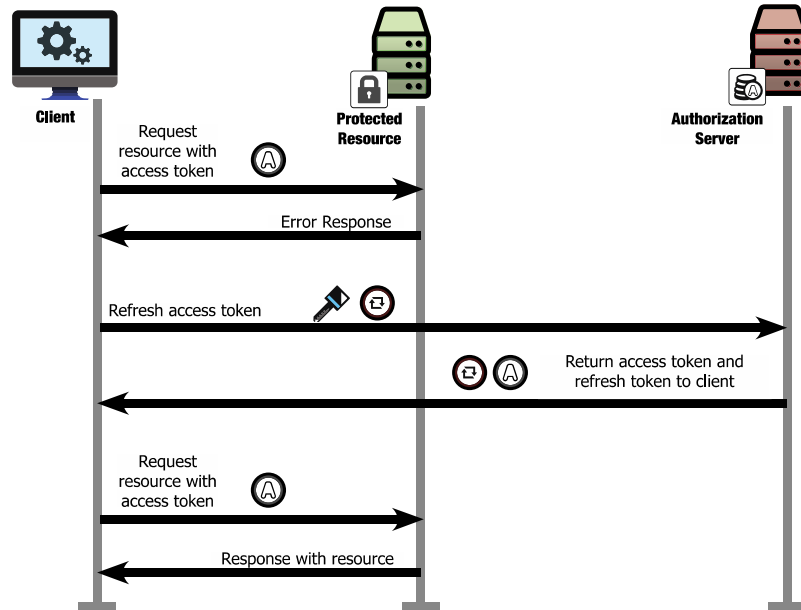 Client
Protected
Resource
Authorization
Server
Request
resource with
access token
A
Error Response
Refresh access token
Return access token and
refresh token to client
A
Request
resource with
access token
A
Response with resource